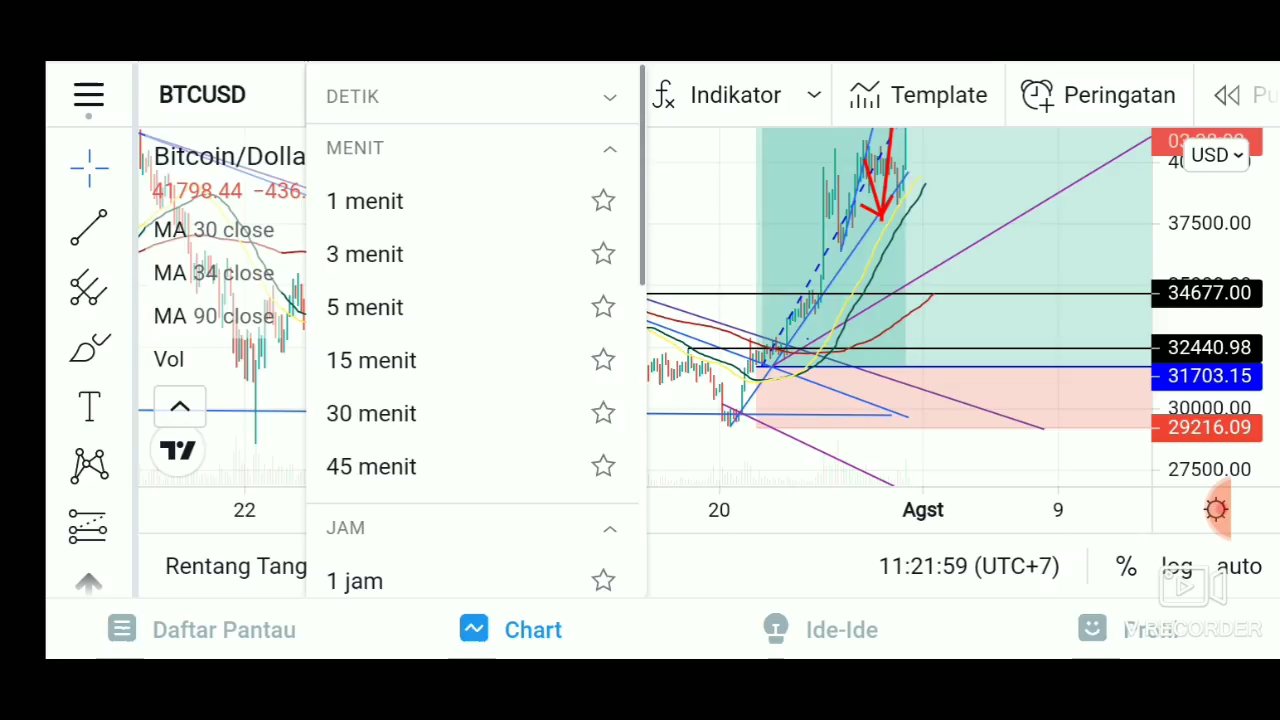 BTCUSD
DETIK
Indikator
Template
Peringatan
Pu
MENIT
Bitcoin/Dolla
41798.44 −436.
USD
MA 30 close
1 menit
37500.00
3 menit
MA 34 close
34677.00
MA 90 close
5 menit
32440.98
Vol
15 menit
31703.15
30 menit
30000.00
29216.09
45 menit
27500.00
22
JAM
20
Agst
9
Rentang Tang
1 jam
11:21:59 (UTC+7)
%
log
auto
Daftar Pantau
Chart
Ide-Ide
V RECORDER